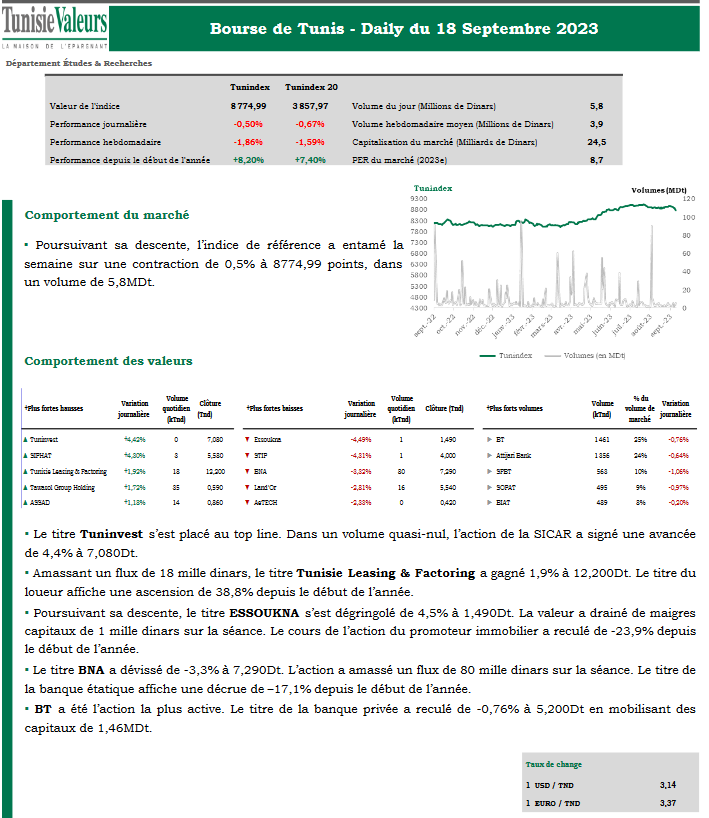 TunisieValeurs
LA MAISON DE L'EPARGNANT
Bourse de Tunis - Daily du 18 Septembre 2023
Département Études & Recherches
Tunindex Tunindex 20
Valeur de l'indice 8 774,99 3 857,97 Volume du jour (Millions de Dinars) 5,8
Performance journalière -0,50% -0,67% Volume hebdomadaire moyen (Millions de Dinars) 3,9
Performance hebdomadaire -1,86% -1,59% Capitalisation du marché (Milliards de Dinars) 24,5
Performance depuis le début de l'année +8,20% +7,40% PER du marché (2023e) 8,7
Comportement du marché
▪ Poursuivant sa descente, l'indice de référence a entamé la
semaine sur une contraction de 0,5% à 8774,99 points, dans
un volume de 5,8MDt.
Tunindex Volumes (MDt)
9300 120
8800
8300 100
7800
7300 80
6800
6300 60
5800 40
5300
4800 20
4300 0
sept.-22 oct.-22 nov.-22 déc.-22 janv.-23 févr.-23 mars-23 avr.-23 mai-23 juin-23 juil.-23 août-23 sept.-23
Tunindex Volumes (en MDt)
Comportement des valeurs
+Plus fortes hausses Variation journalière Volume quotidien (kTnd) Clôture (Tnd) +Plus fortes baisses Variation journalière Volume quotidien (kTnd) Clôture (Tnd) +Plus forts volumes Volume (kTnd) % du volume de marché Variation journalière
▲ Tuninvest +4,42% 0 7,080 ▼ Essoukna -4,49% 1 1,490 ▶ BT 1461 25% -0,76%
▲ SIPHAT 3 5,580 ▼ STIP -4,31% 1 4,000 ▶ Attijari Bank 1356 24% -0,64%
▲ Tunisie Leasing & Factoring +1,92% 18 12,200 ▼ BNA -3,32% 80 7,290 ▶ SFBT 568 10% -1,06%
▲ Tawasol Group Holding +1,72% 35 0,590 ▼ Land'Or -2,81% 16 5,540 ▶ SOPAT 495 9% -0,97%
▲ ASSAD +1,18% 14 0,860 ▼ AeTECH 0 0,420 ▶ BIAT 8% -0,20%
▪ Le titre Tuninvest s'est placé au top line. Dans un volume quasi-nul, l'action de la SICAR a signé une avancée
de 4,4% à 7,080Dt.
▪ Amassant un flux de 18 mille dinars, le titre Tunisie Leasing & Factoring a gagné 1,9% à 12,200Dt. Le titre du
loueur affiche une ascension de 38,8% depuis le début de l'année.
▪ Poursuivant sa descente, le titre ESSOUKNA s'est dégringolé de 4,5% à 1,490Dt. La valeur a drainé de maigres
capitaux de 1 mille dinars sur la séance. Le cours de l'action du promoteur immobilier a reculé de -23,9% depuis
le début de l'année.
▪ Le titre BNA a dévissé de -3,3% à 7,290Dt. L'action a amassé un flux de 80 mille dinars sur la séance. Le titre de
la banque étatique affiche une décrue de –17,1% depuis le début de l'année.
▪ BT a été l'action la plus active. Le titre de la banque privée a reculé de -0,76% à 5,200Dt en mobilisant des
capitaux de 1,46MDt.
Taux de change
1 USD / TND 3,14
1 EURO / TND 3,37